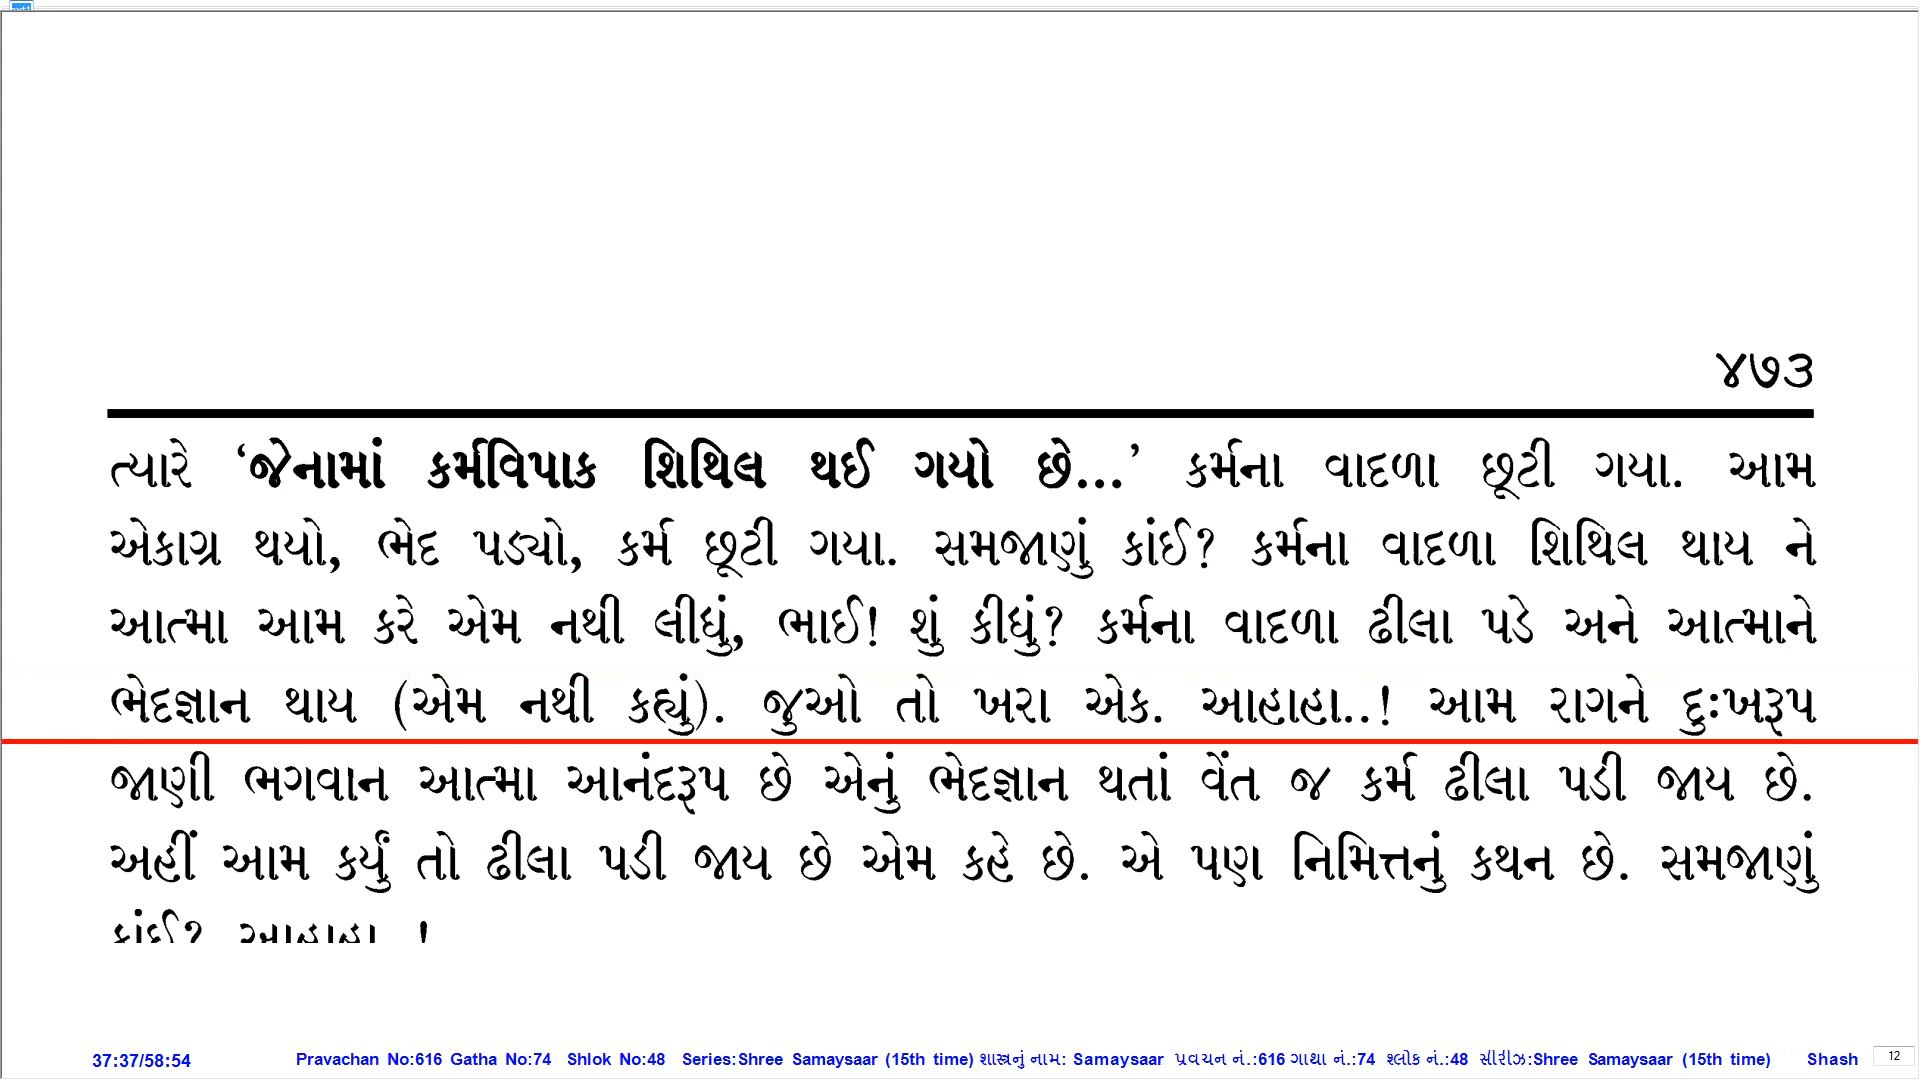 ૪૭૩
ત્યારે ‘જેનામાં કર્મવિપાક શિથિલ થઈ ગયો છે...’ કર્મના વાદળા છૂટી ગયા. આમ
એકાગ્ર થયો, ભેદ પડ્યો, કર્મ છૂટી ગયા. સમજાણું કાંઈ? કર્મના વાદળા શિથિલ થાય ને
આત્મા આમ કરે એમ નથી લીધું, ભાઈ! શું કીધું? કર્મના વાદળા ઢીલા પડે અને આત્માને
ભેદજ્ઞાન થાય (એમ નથી કહ્યું). જુઓ તો ખરા એક. આહાહા..! આમ રાગને દુઃખરૂપ
જાણી ભગવાન આત્મા આનંદરૂપ છે એનું ભેદજ્ઞાન થતાં વેંત જ કર્મ ઢીલા પડી જાય છે.
અહીં આમ કર્યું તો ઢીલા પડી જાય છે એમ કહે છે. એ પણ નિમિત્તનું કથન છે. સમજાણું
કાંઈ? આહાહા..!
37:37/58:54 Pravachan No:616 Gatha No:74 Shlok No:48 Series:Shree Samaysaar (15th time) શાસ્ત્રનું નામ: Samaysaar પ્રવચન નં.:616 ગાથા નં.:74 શ્લોક નં.:48 સીરીઝ:Shree Samaysaar (15th time) Shash 12